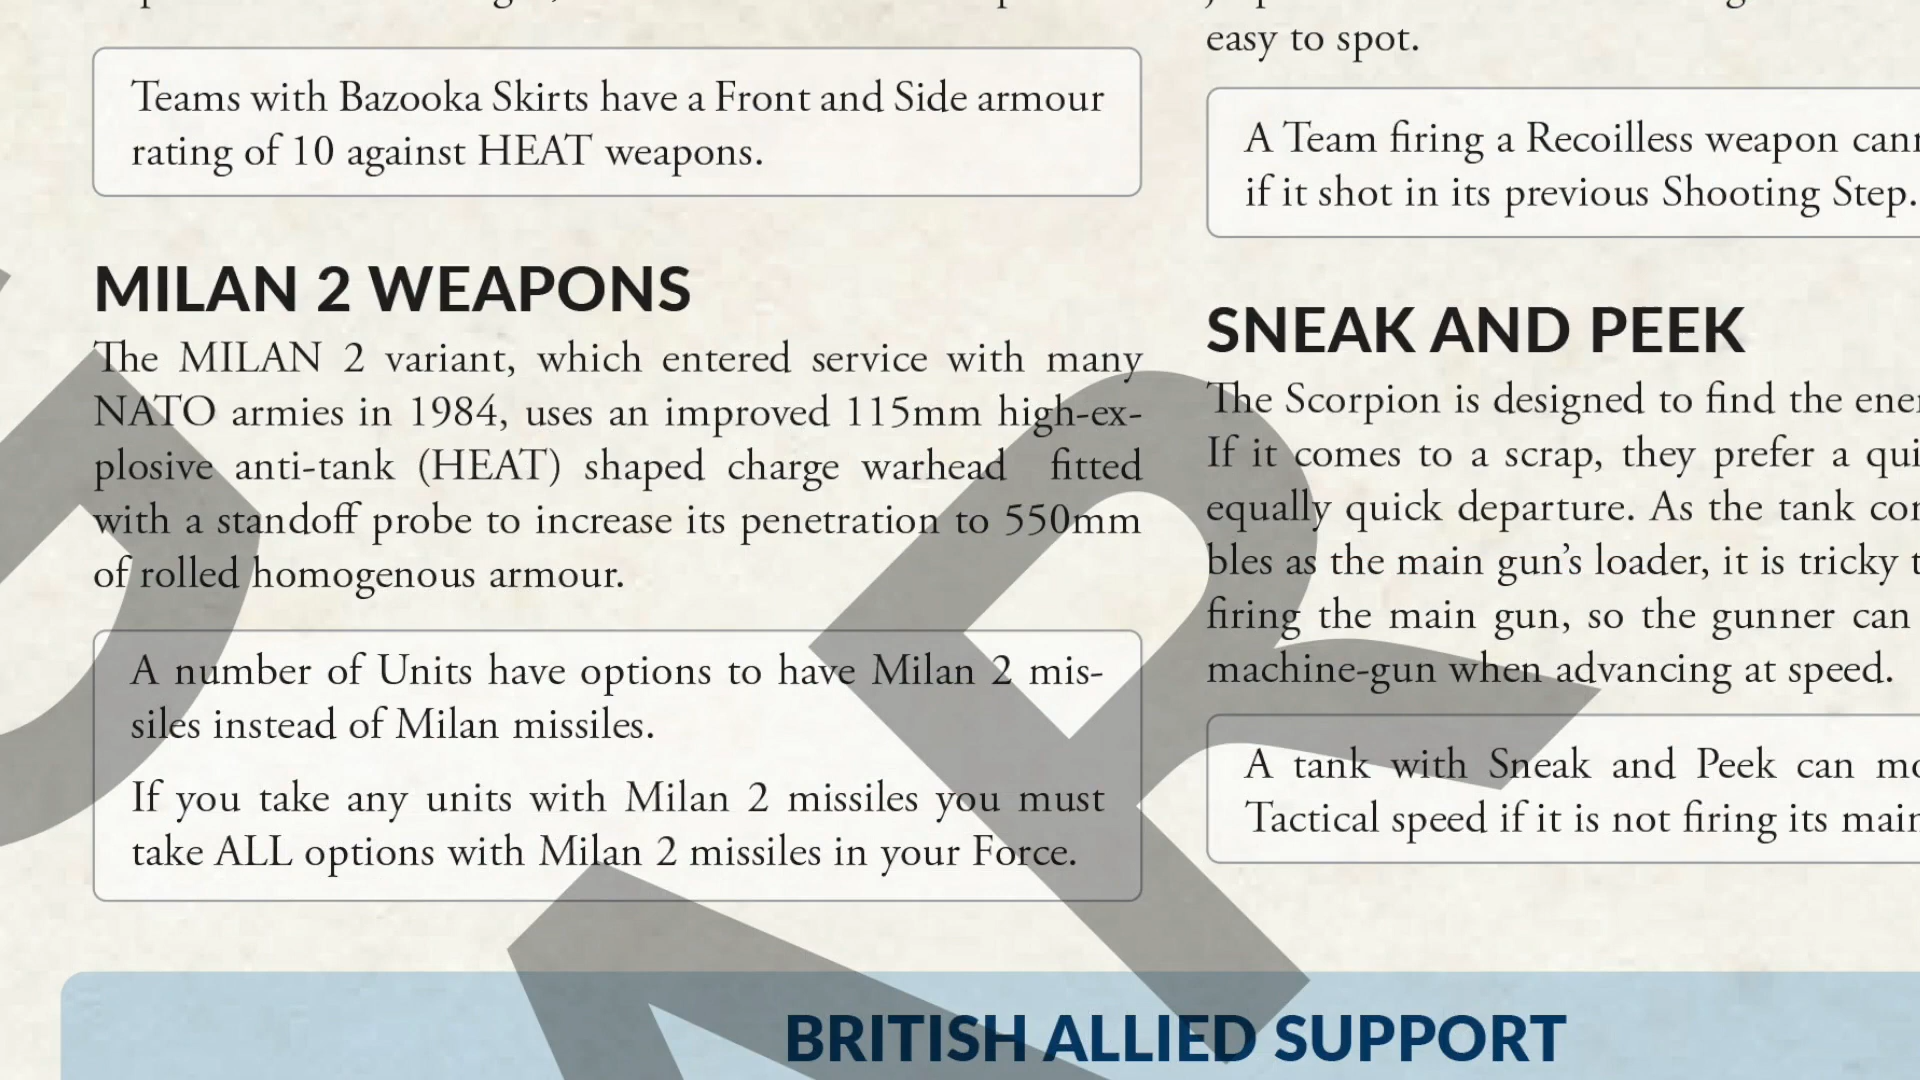 Teams with Bazooka Skirts have a Front and Side armour
rating of 10 against HEAT weapons.
MILAN 2 WEAPONS
The MILAN 2 variant, which entered service with many
NATO armies in 1984, uses an improved 115mm high-ex-
plosive anti-tank (HEAT) shaped charge warhead fitted
with a standoff probe to increase its penetration to 550mm
of rolled homogenous armour.
A number of Units have options to have Milan 2 mis-
siles instead of Milan missiles.
If you take any units with Milan 2 missiles you must
take ALL options with Milan 2 missiles in your Force.
easy to spot.
A Team firing a Recoilless weapon
if it shot in its previous Shooting Step.
SNEAK AND PEEK
The Scorpion is designed to find the
If it comes to a scrap, they prefer a
equally quick departure. As the tank
bles as the main gun's loader, it is tricky
firing the main gun, so the gunner can
machine-gun when advancing at speed.
A tank with Sneak and Peek can
Tactical speed if it is not firing its
BRITISH ALLIED SUPPORT